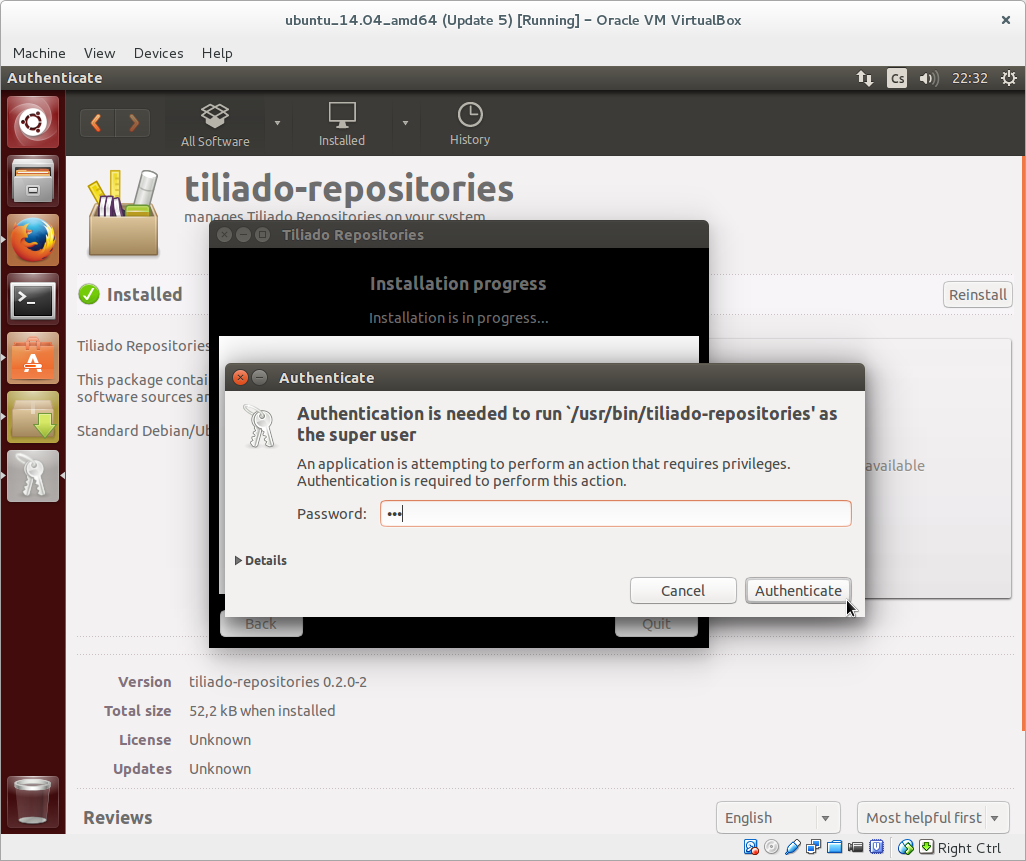 ubuntu_14.04_amd64 (Update 5) [Running] – Oracle VM VirtualBox
Machine View Devices Help
Authenticate
Cs
22:32
All Software
Installed
History
tiliado-repositories
manages Tiliado Repositories on your system
Tiliado Repositories
Installation progress
Installed
Reinstall
Installation is in progress...
Tiliado Repositories
Authenticate
This package contai
software sources an
Authentication is needed to run `/usr/bin/tiliado-repositories' as
the super user
Standard Debian/Ub
An application is attempting to perform an action that requires privileges.
available
Authentication is required to perform this action.
Password: •••
Details
Cancel
Authenticate
Back
Quit
Version tiliado-repositories 0.2.0-2
Total size 52,2 kB when installed
License Unknown
Updates Unknown
Reviews
English
Most helpful first
Right Ctrl